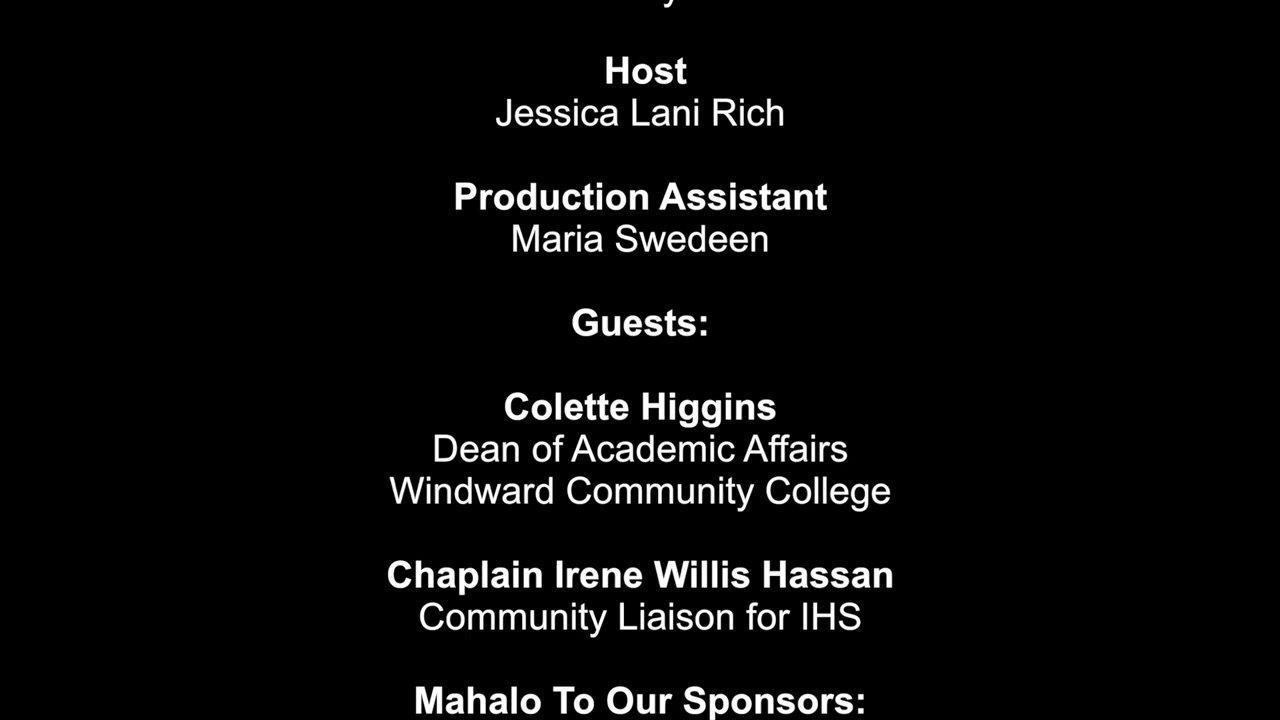 Host
Jessica Lani Rich
Production Assistant
Maria Swedeen
Guests:
Colette Higgins
Dean of Academic Affairs
Windward Community College
Chaplain Irene Willis Hassan
Community Liaison for IHS
Mahalo To Our Sponsors: